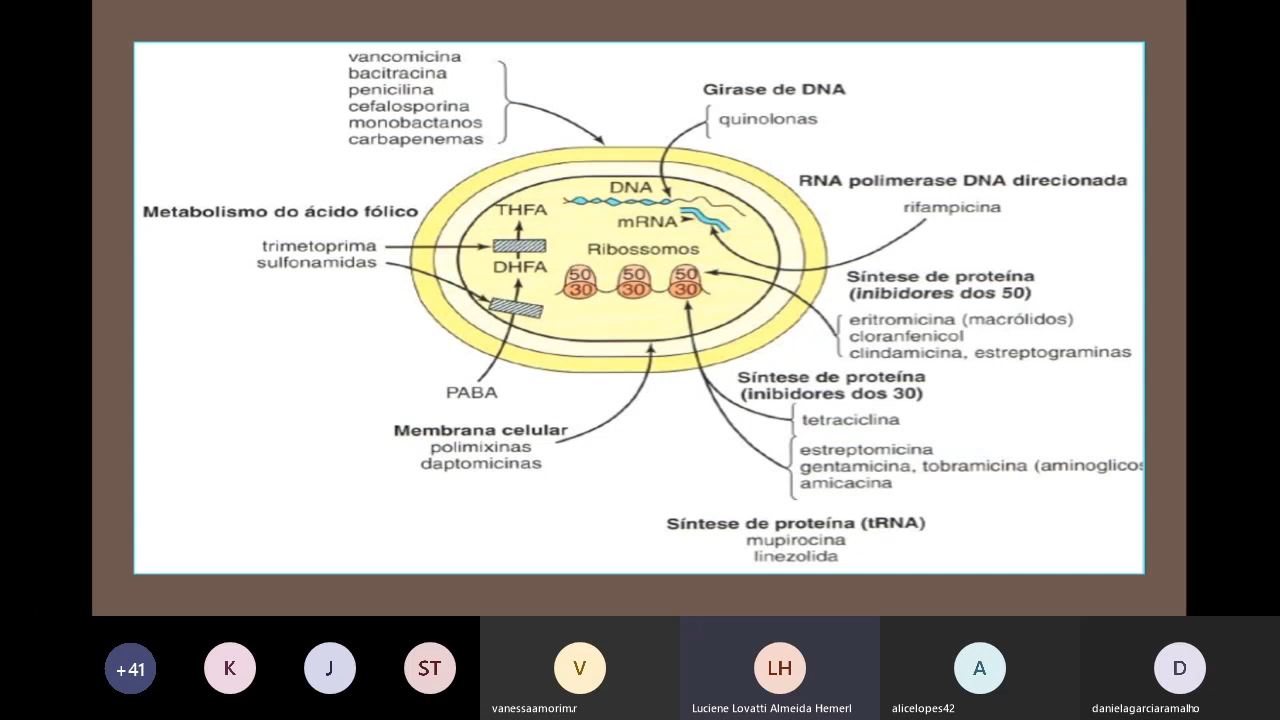 vancomicina
bacitracina
penicilina
cefalosporina
monobactanos
carbapenemas
Girase de DNA
quinolonas
RNA polimerase DNA direcionada
rifampicina
Metabolismo do ácido fólico
trimetoprima
sulfonamidas
THFA
DHFA
PABA
DNA
mRNA
Ribossomos
50 50 50
30 30 30
Síntese de proteína
(inibidores dos 50)
eritromicina (macrólidos)
cloranfenicol
clindamicina, estreptograminas
Síntese de proteína
(inibidores dos 30)
tetraciclina
estreptomicina
gentamicina, tobramicina (aminoglicos
amicacina
Membrana celular
polimixinas
daptomicinas
Síntese de proteína (tRNA)
mupirocina
linezolida
+41
K
J
ST
V
vanessaamorim.r
LH
Luciene Lovatti Almeida Hemerl
A
alicelopes42
D
danielagarciaramalho